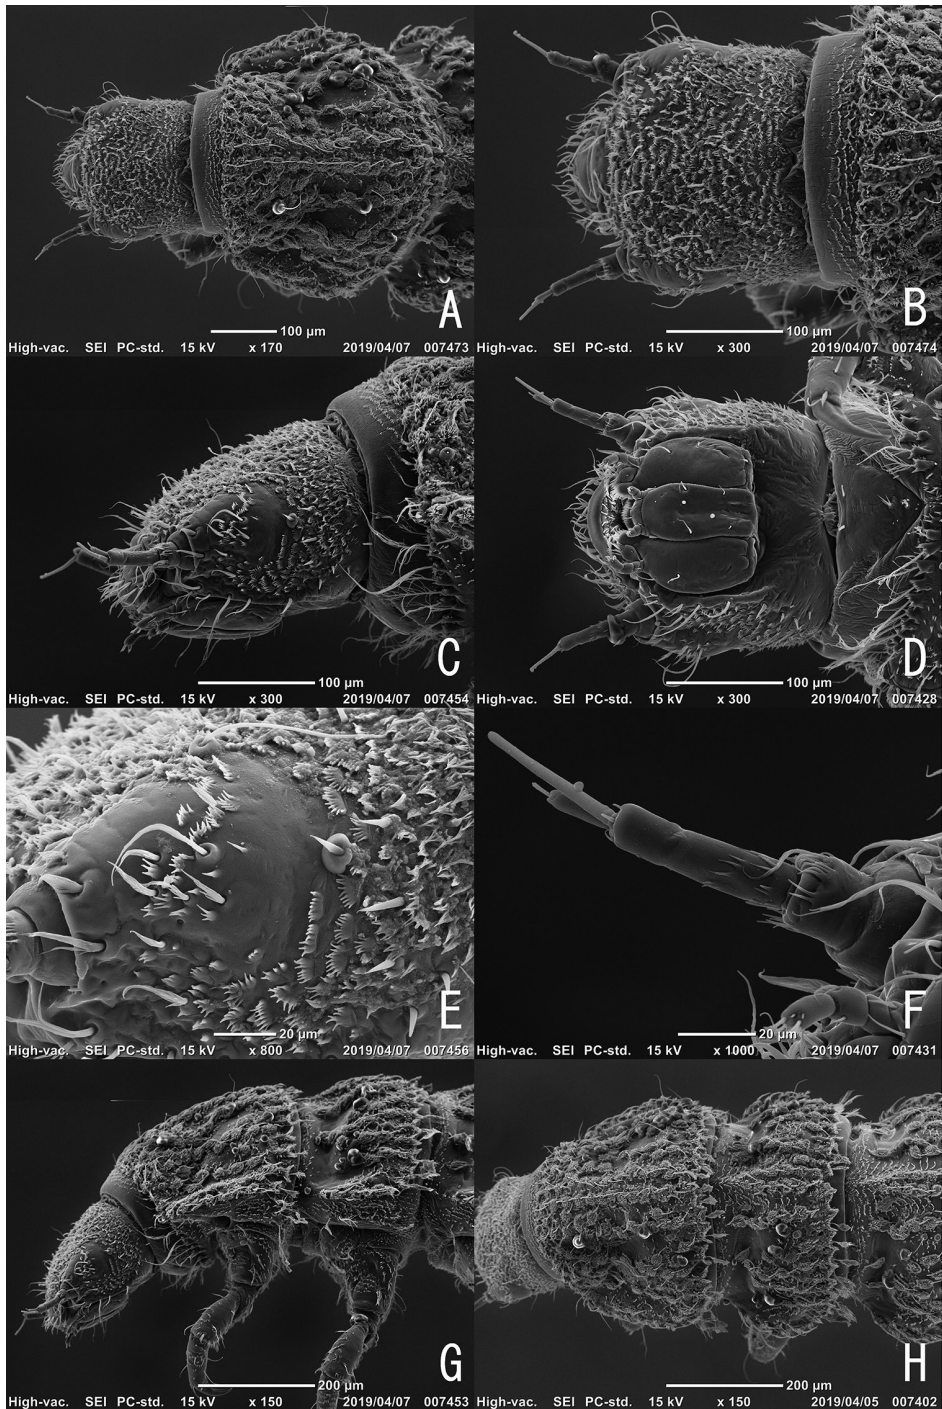 A
100 µm
High-vac. SEI PC-std. 15 kV x 170 2019/04/07 007473
B
100 µm
High-vac. SEI PC-std. 15 kV x 300 2019/04/07 007474
C
100 µm
High-vac. SEI PC-std. 15 kV x 300 2019/04/07 007454
D
100 µm
High-vac. SEI PC-std. 15 kV x 300 2019/04/07 007428
E
20 µm
High-vac. SEI PC-std. 15 kV x 800 2019/04/07 007456
F
20 µm
High-vac. SEI PC-std. 15 kV x 1000 2019/04/07 007431
G
200 µm
High-vac. SEI PC-std. 15 kV x 150 2019/04/07 007453
H
200 µm
High-vac. SEI PC-std. 15 kV x 150 2019/04/05 007402